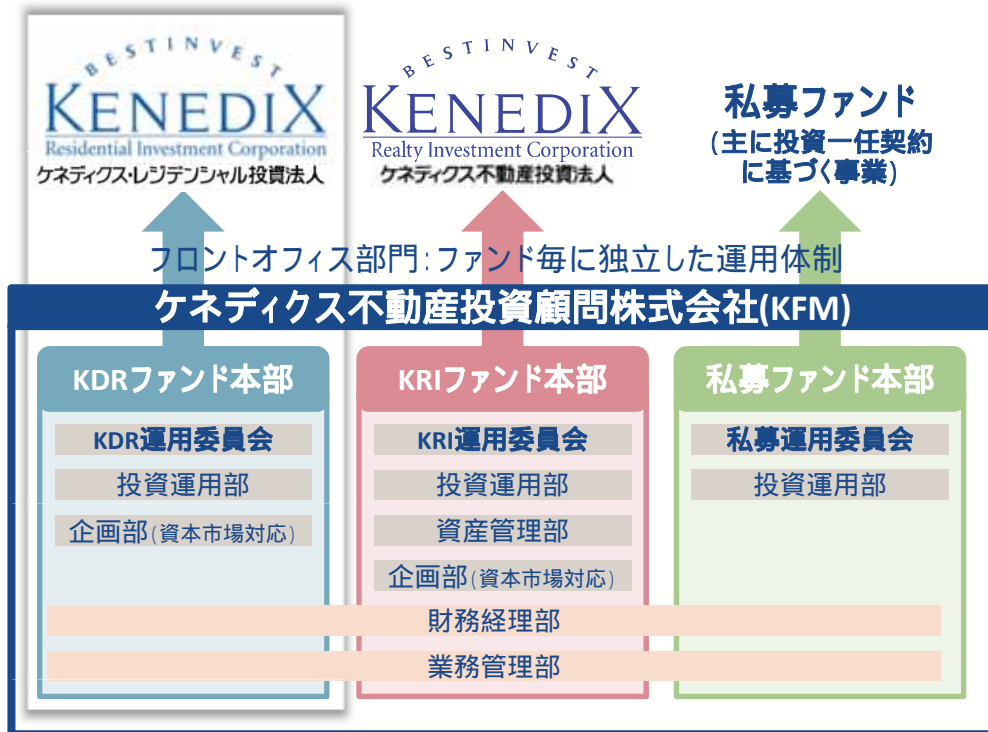 BESTINVEST
KENEDIX
Residential Investment Corporation
ケネディクス・レジデンシャル投資法人
BESTINVEST
KENEDIX
Realty Investment Corporation
ケネディクス不動産投資法人
私募ファンド
(主に投資一任契約
に基づく事業)
フロントオフィス部門:ファンド毎に独立した運用体制
ケネディクス不動産投資顧問株式会社(KFM)
KDRファンド本部
KDR運用委員会
投資運用部
企画部(資本市場対応)
KRIファンド本部
KRI運用委員会
投資運用部
資産管理部
企画部(資本市場対応)
私募ファンド本部
私募運用委員会
投資運用部
財務経理部
業務管理部